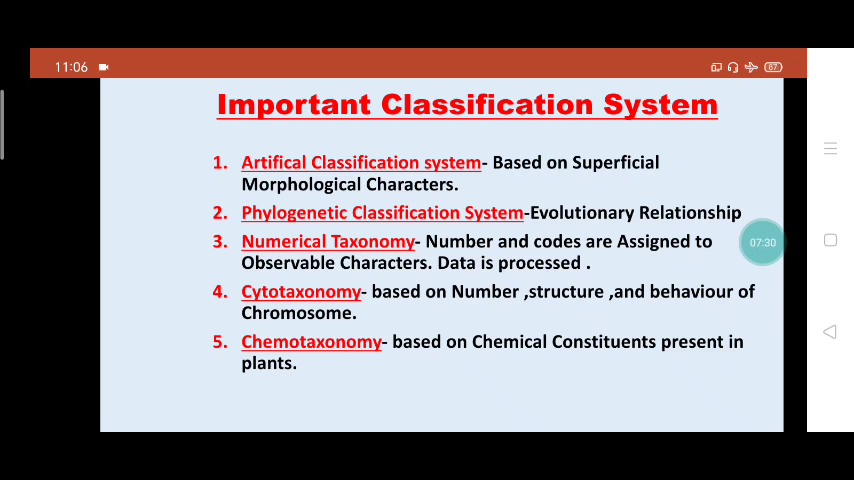 11:06
67
Important Classification System
1. Artifical Classification system- Based on Superficial
Morphological Characters.
2. Phylogenetic Classification System-Evolutionary Relationship
3. Numerical Taxonomy- Number and codes are Assigned to
Observable Characters. Data is processed .
07:30
4. Cytotaxonomy- based on Number ,structure ,and behaviour of
Chromosome.
5. Chemotaxonomy- based on Chemical Constituents present in
plants.